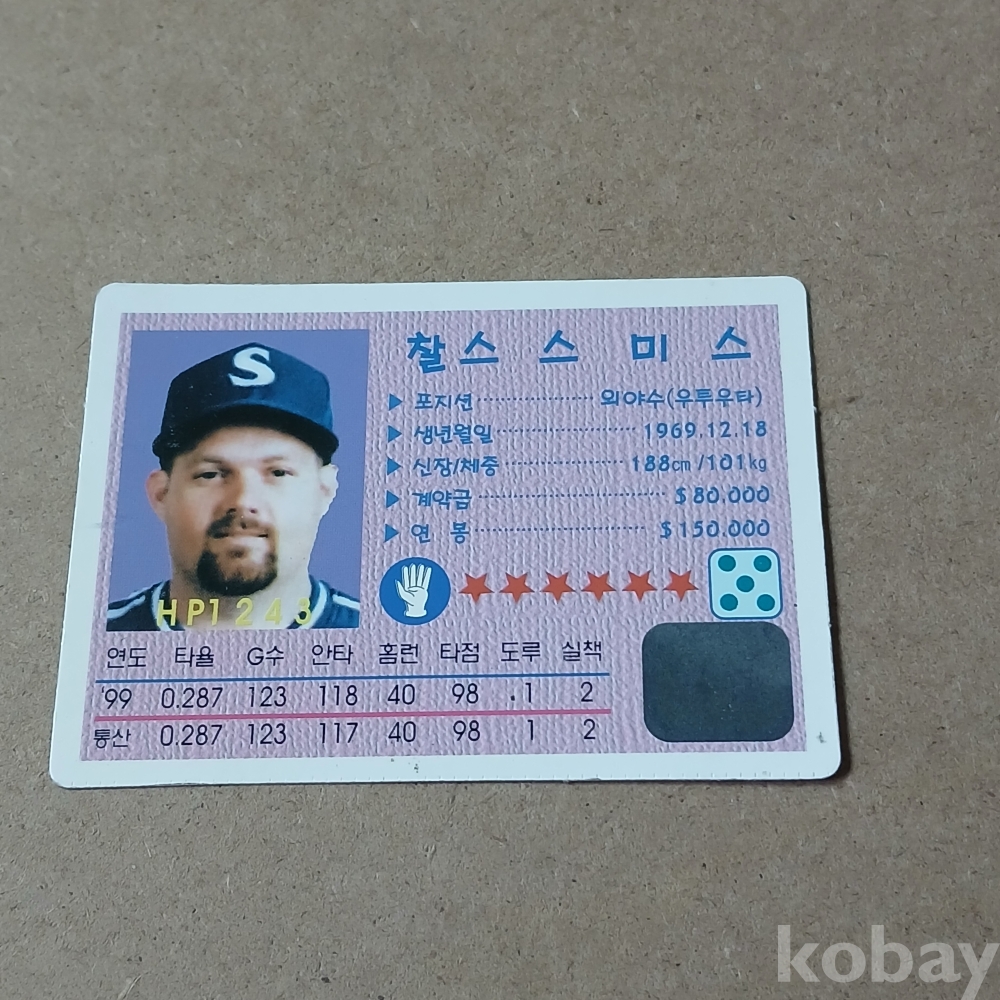 찰스 스 미 스
▶ 포지션 ························ 외야수(우투우타)
▶ 생년월일 ························ 1969.12.18
▶ 신장/체중 ························ 188cm/101kg
▶ 계약금 ························ $80.000
▶ 연 봉 ························ $150.000
S
HP1243
연도 타율 G수 안타 홈런 타점 도루 실책
'99 0.287 123 118 40 98 1 2
통산 0.287 123 117 40 98 1 2
kobay